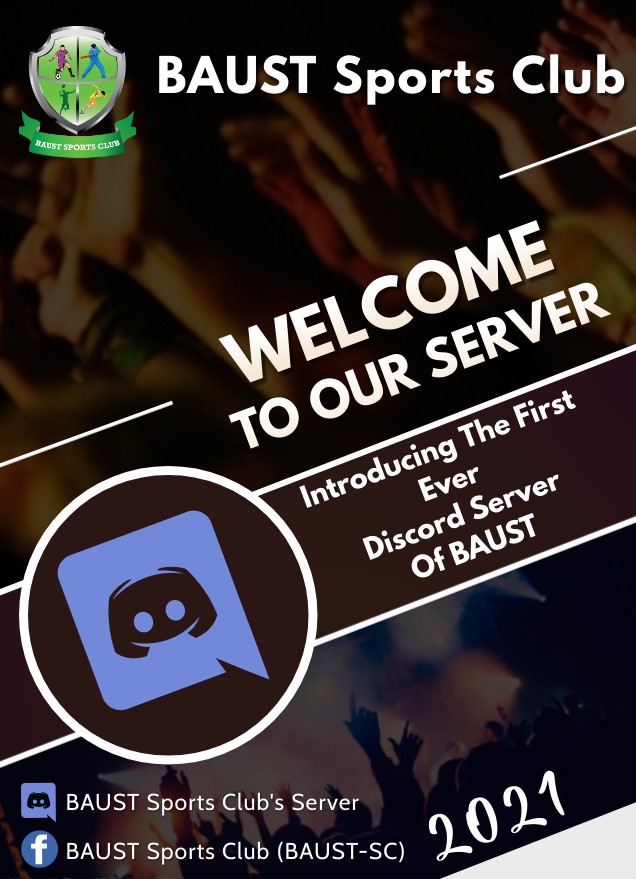 BAUST Sports Club
BAUST SPORTS CLUB
WELCOME
TO OUR SERVER
Introducing The First
Ever
Discord Server
Of BAUST
BAUST Sports Club's Server
BAUST Sports Club (BAUST-SC)
2021